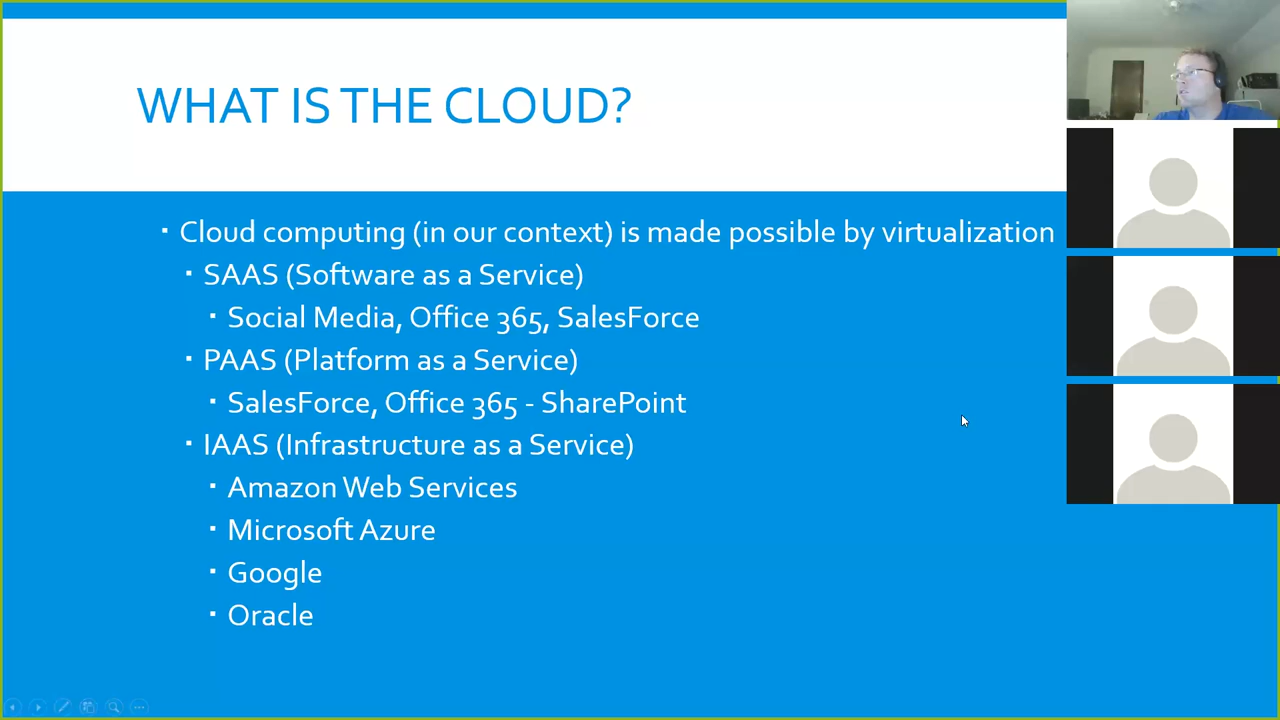 WHAT IS THE CLOUD?
▪ Cloud computing (in our context) is made possible by virtualization
▪ SAAS (Software as a Service)
▪ Social Media, Office 365, SalesForce
▪ PAAS (Platform as a Service)
▪ SalesForce, Office 365 - SharePoint
▪ IAAS (Infrastructure as a Service)
▪ Amazon Web Services
▪ Microsoft Azure
▪ Google
▪ Oracle